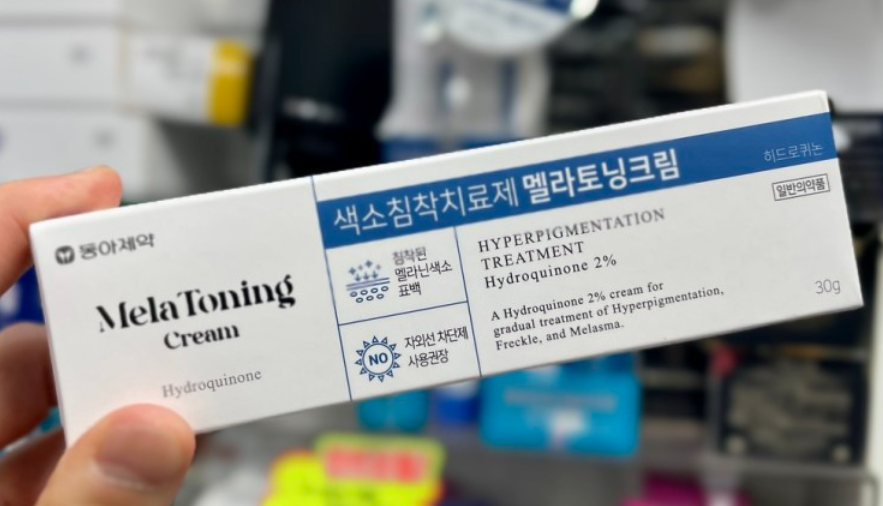 동아제약
MelaToning
Cream
Hydroquinone
색소침착치료제 멜라토닝크림
히드로퀴논
일반의약품
침착된
멜라닌색소
표백
NO
자외선 차단제
사용권장
HYPERPIGMENTATION
TREATMENT
Hydroquinone 2%
A Hydroquinone 2% cream for
gradual treatment of Hyperpigmentation,
Freckle, and Melasma.
30g